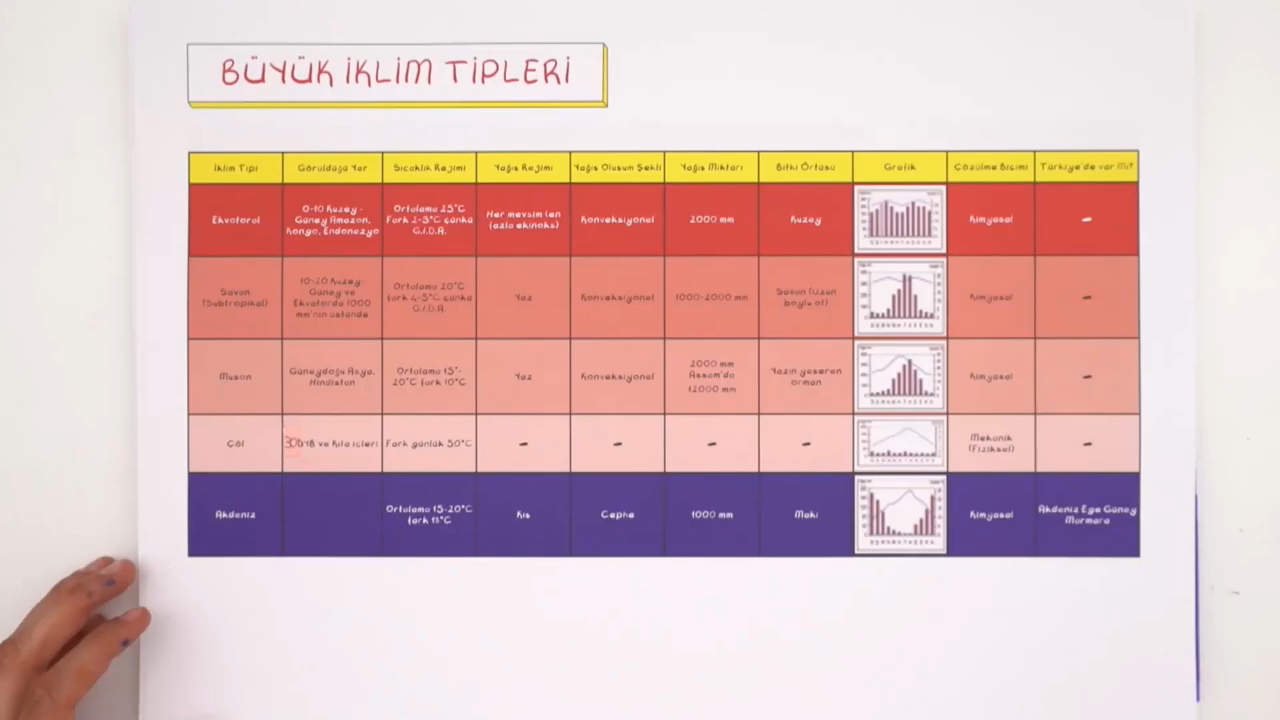 BÜYÜK İKLİM TİPLERİ
İklim Tipi
Görüldüğü Yer
Sıcaklık Rejimi
Yağış Rejimi
Yağış Oluşum Şekli
Yağış Miktarı
Bitki Örtüsü
Grafik
Çözülme Biçimi
Türkiye'de var Mı?
Ekvatoral
0-10 Kuzey -
Güney Amazon,
Kongo, Endonezya
Ortalama 25°C
Fark 2-3°C çünkü
G.I.D.A.
Her mevsim (en
fazla ekinoks)
Konveksiyonel
2000 mm
Kuzey
Kimyasal
-
Savan
(Subtropikal)
10-20 Kuzey-
Güney ve
Ekvatorda 1000
mm'nin üstünde
Ortalama 20°C
fark 4-5°C çünkü
G.I.D.A.
Yaz
Konveksiyonel
1000-2000 mm
Savan (Uzun
boylu ot)
Kimyasal
-
Muson
Güneydoğu Asya,
Hindistan
Ortalama 15°-
20°C fark 10°C
Yaz
Konveksiyonel
2000 mm
Assam'da
12000 mm
Yazın yeşeren
orman
Kimyasal
-
Çöl
30DYB ve Kıta içleri
Fark günlük 50°C
-
-
-
-
Mekanik
(Fiziksel)
-
Akdeniz
Ortalama 15-20°C
fark 15°C
Kış
Cephe
1000 mm
Maki
Kimyasal
Akdeniz Ege Güney
Marmara